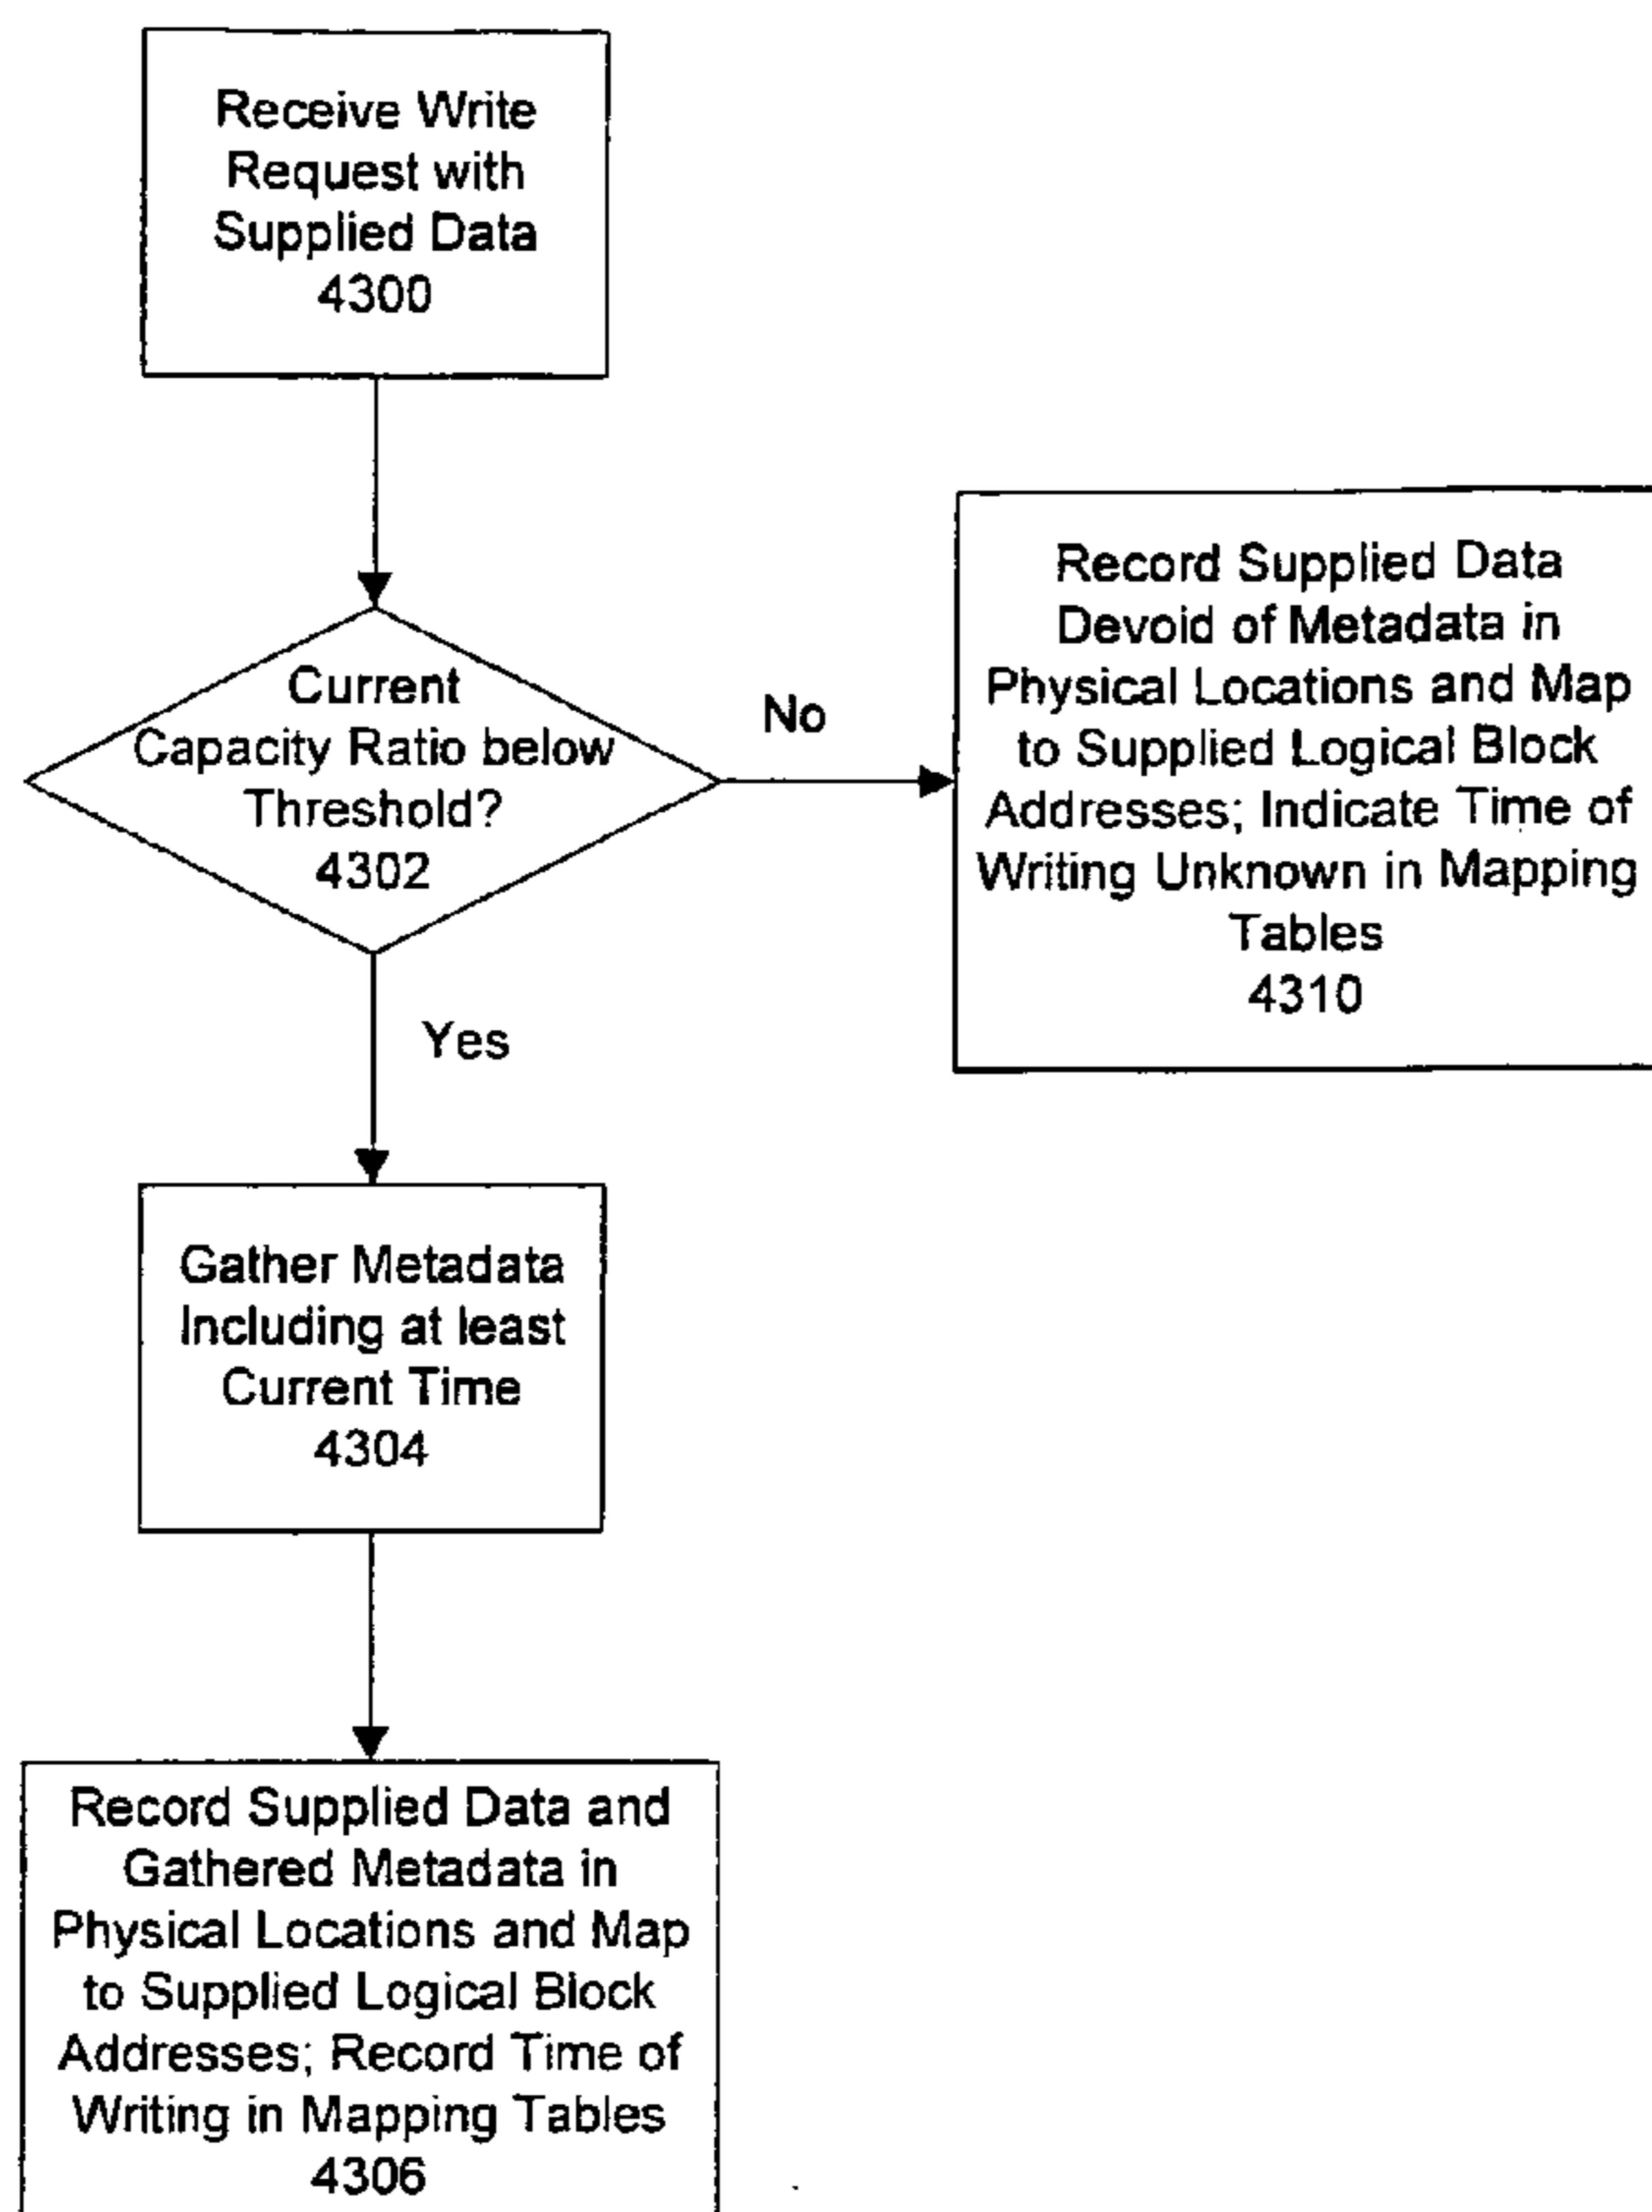 Receive Write
Request with
Supplied Data
4300
Current
Capacity Ratio below
Threshold?
4302
No
Record Supplied Data
Devoid of Metadata in
Physical Locations and Map
to Supplied Logical Block
Addresses; Indicate Time of
Writing Unknown in Mapping
Tables
4310
Yes
Gather Metadata
Including at least
Current Time
4304
Record Supplied Data and
Gathered Metadata in
Physical Locations and Map
to Supplied Logical Block
Addresses; Record Time of
Writing in Mapping Tables
4306